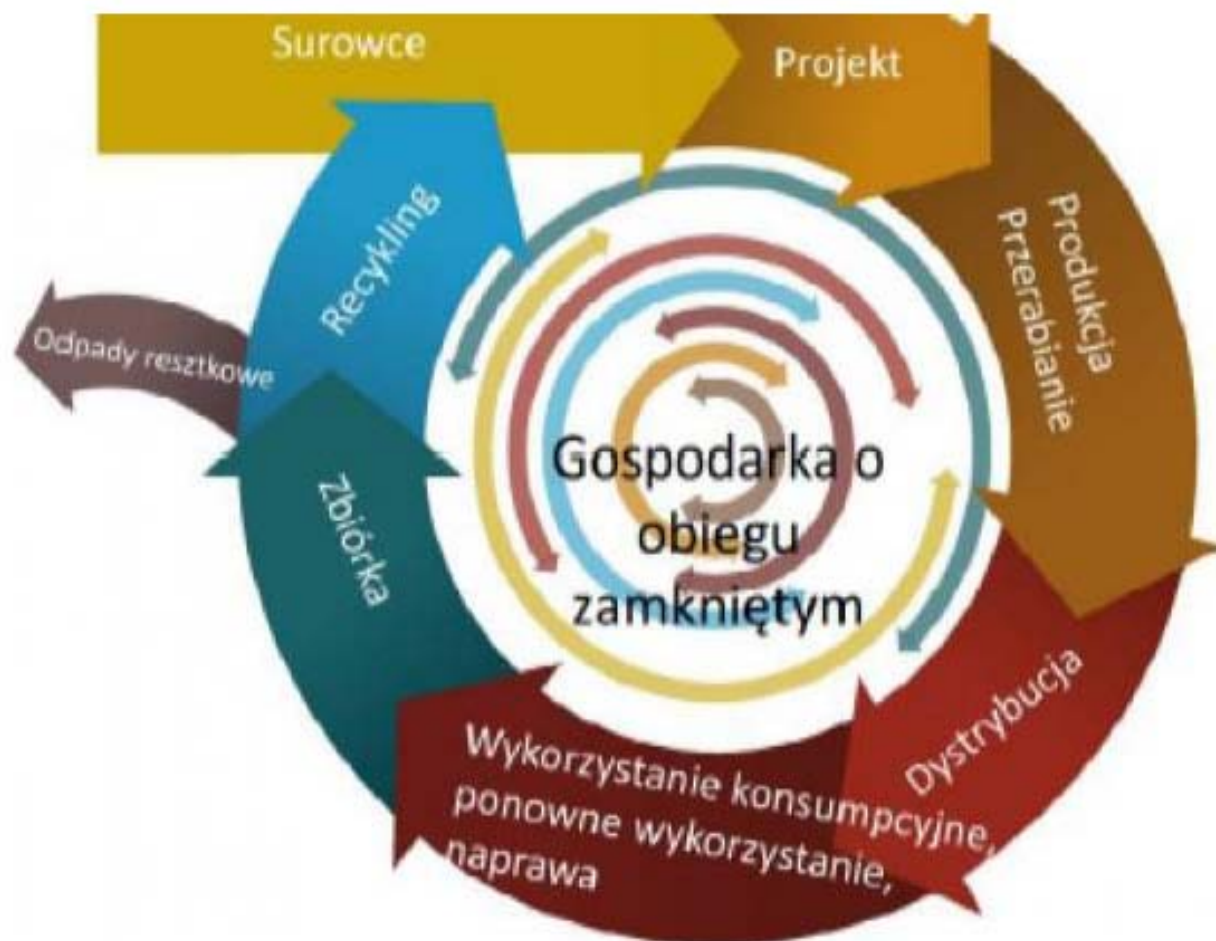 Surowce
Projekt
Produkcja
Przerabianie
Dystrybucja
Wykorzystanie konsumpcyjne,
ponowne wykorzystanie,
naprawa
zbiórka
Recykling
Odpady resztkowe
Gospodarka o
obiegu
zamkniętym